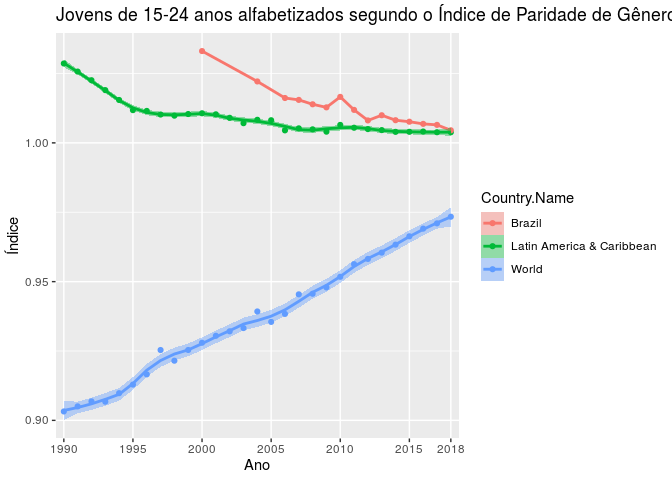 Jovens de 15-24 anos alfabetizados segundo o Índice de Paridade de Gênero
1.00
0.95
0.90
Índice
1990 1995 2000 2005 2010 2015 2018
Ano
Country.Name
Brazil
Latin America & Caribbean
World